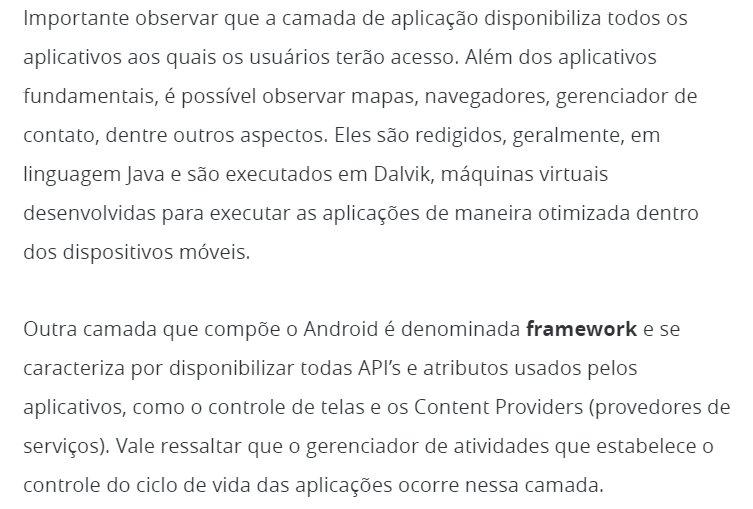 Importante observar que a camada de aplicação disponibiliza todos os
aplicativos aos quais os usuários terão acesso. Além dos aplicativos
fundamentais, é possível observar mapas, navegadores, gerenciador de
contato, dentre outros aspectos. Eles são redigidos, geralmente, em
linguagem Java e são executados em Dalvik, máquinas virtuais
desenvolvidas para executar as aplicações de maneira otimizada dentro
dos dispositivos móveis.
Outra camada que compõe o Android é denominada framework e se
caracteriza por disponibilizar todas API’s e atributos usados pelos
aplicativos, como o controle de telas e os Content Providers (provedores de
serviços). Vale ressaltar que o gerenciador de atividades que estabelece o
controle do ciclo de vida das aplicações ocorre nessa camada.